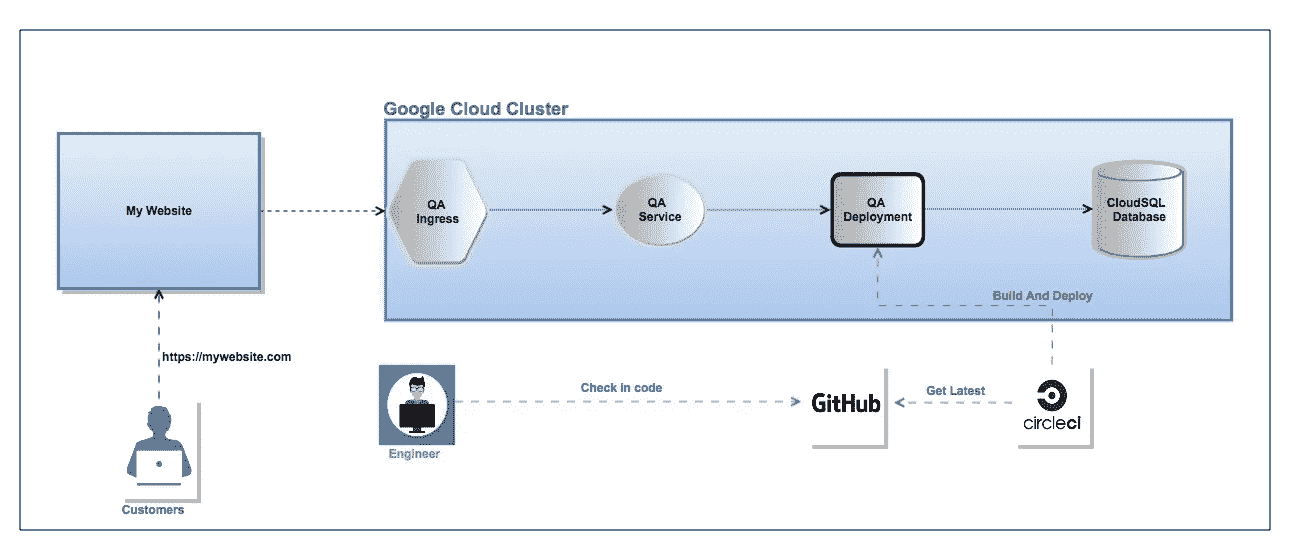 Google Cloud Cluster
My Website
QA
Ingress
QA
Service
QA
Deployment
CloudSQL
Database
Build And Deploy
https://mywebsite.com
Check in code
GitHub
Get Latest
circleci
Engineer
Customers